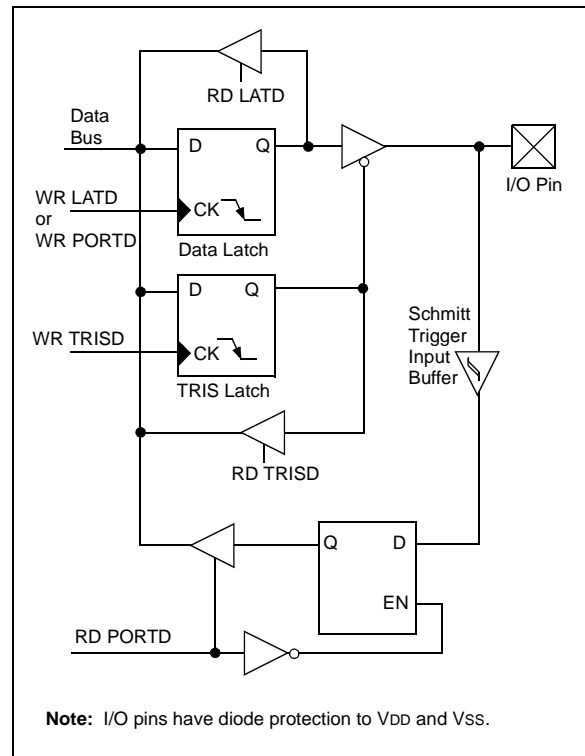 RD LATD
Data
Bus
D Q
WR LATD
or
WR PORTD
CK
Data Latch
I/O Pin
D Q
WR TRISD
CK
TRIS Latch
Schmitt
Trigger
Input
Buffer
RD TRISD
Q D
EN
RD PORTD
Note: I/O pins have diode protection to VDD and VSS.